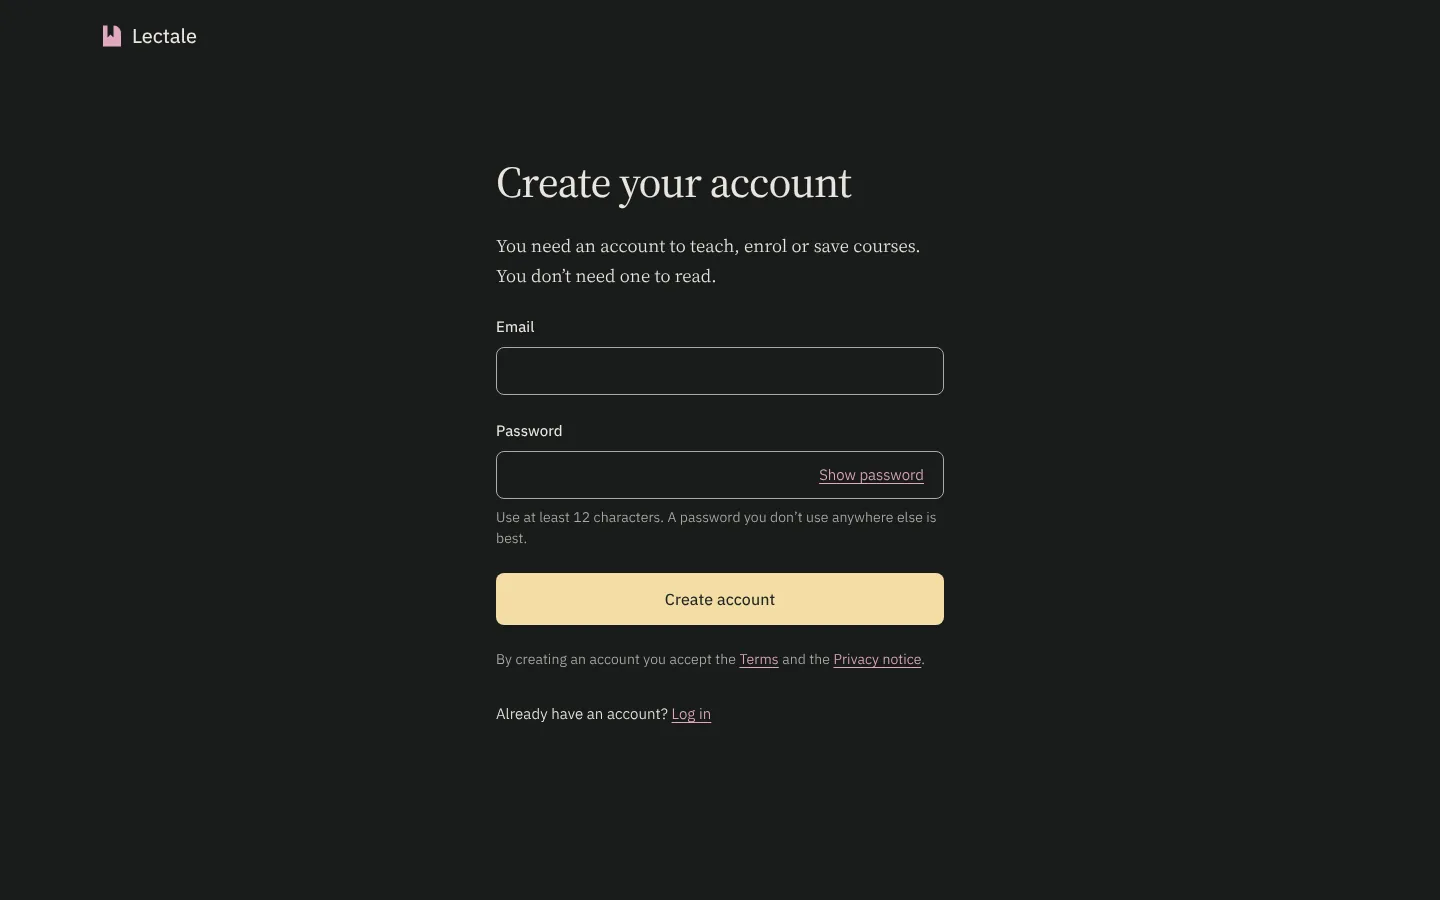 Lectale
Create your account
You need an account to teach, enrol or save courses.
You don’t need one to read.
Email
Password
Show password
Use at least 12 characters. A password you don’t use anywhere else is
best.
Create account
By creating an account you accept the Terms and the Privacy notice.
Already have an account? Log in